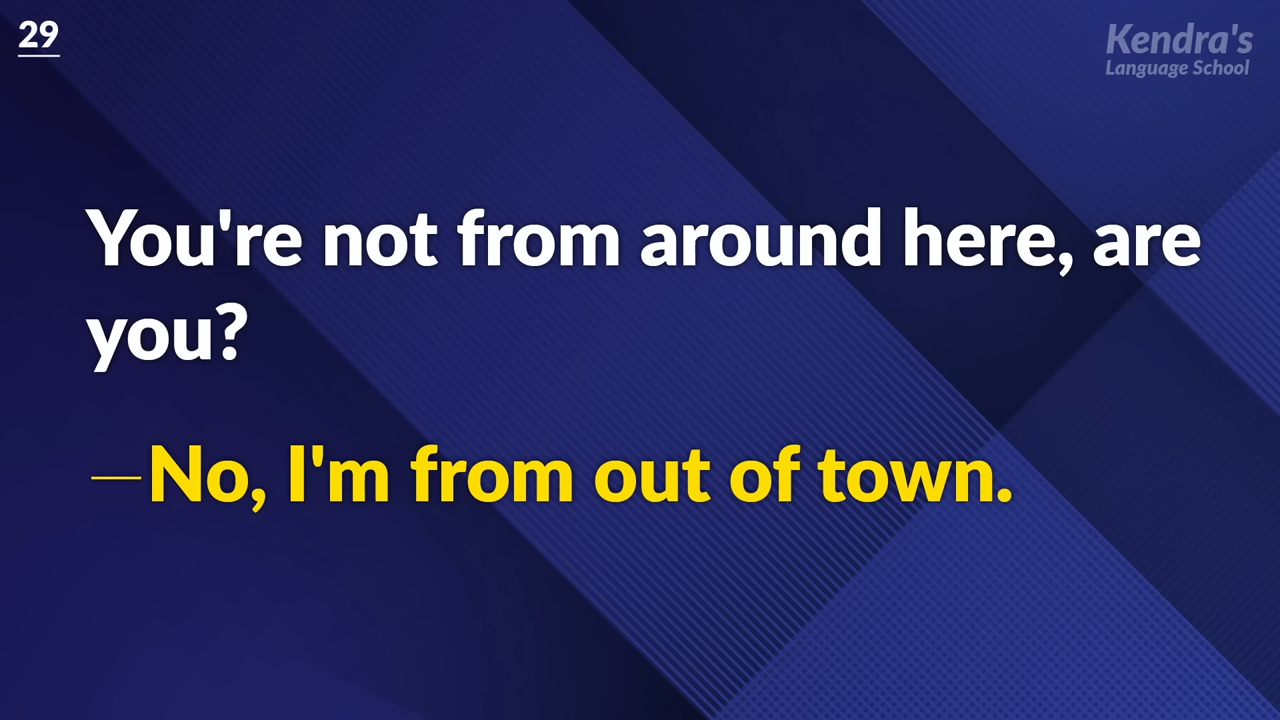 29
Kendra's
Language School
You're not from around here, are
you?
—No, I'm from out of town.